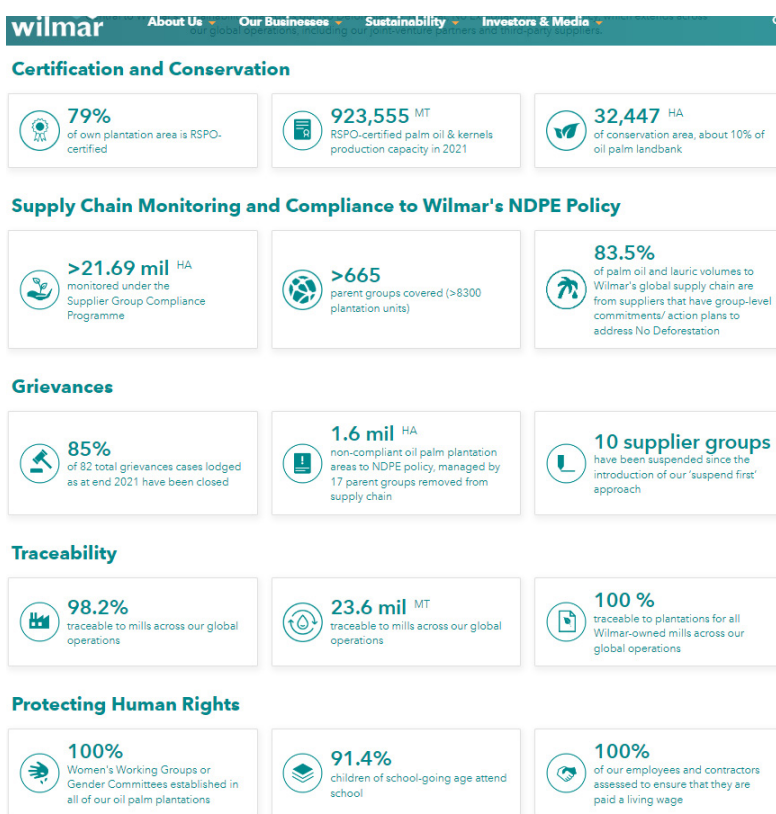 wilmar
About Us
Our Businesses
Sustainability
Investors & Media
our global operations, including our joint-venture partners and third-party suppliers.
Certification and Conservation
79%
of own plantation area is RSPO-
certified
923,555 MT
RSPO-certified palm oil & kernels
production capacity in 2021
32,447 HA
of conservation area, about 10% of
oil palm landbank
Supply Chain Monitoring and Compliance to Wilmar's NDPE Policy
>21.69 mil HA
monitored under the
Supplier Group Compliance
Programme
>665
parent groups covered (>8300
plantation units)
83.5%
of palm oil and lauric volumes to
Wilmar's global supply chain are
from suppliers that have group-level
commitments/ action plans to
address No Deforestation
Grievances
85%
of 82 total grievances cases lodged
as at end 2021 have been closed
1.6 mil HA
non-compliant oil palm plantation
areas to NDPE policy, managed by
17 parent groups removed from
supply chain
10 supplier groups
have been suspended since the
introduction of our ‘suspend first’
approach
Traceability
98.2%
traceable to mills across our global
operations
23.6 mil MT
traceable to mills across our global
operations
100 %
traceable to plantations for all
Wilmar-owned mills across our
global operations
Protecting Human Rights
100%
Women's Working Groups or
Gender Committees established in
all of our oil palm plantations
91.4%
children of school-going age attend
school
100%
of our employees and contractors
assessed to ensure that they are
paid a living wage